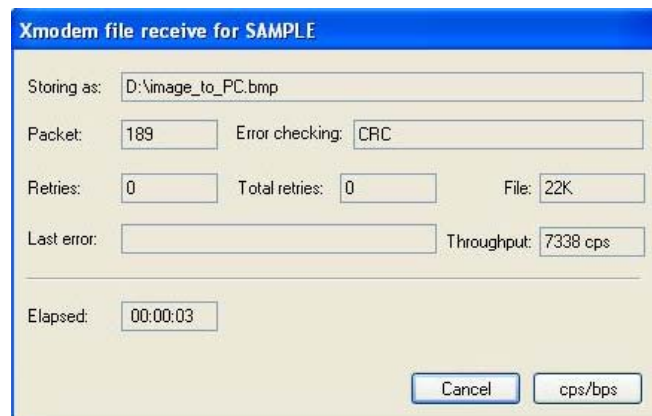 Xmodem file receive for SAMPLE
Storing as: D:\image_to_PC.bmp
Packet: 189 Error checking: CRC
Retries: 0 Total retries: 0 File: 22K
Last error: Throughput: 7338 cps
Elapsed: 00:00:03
Cancel cps/bps